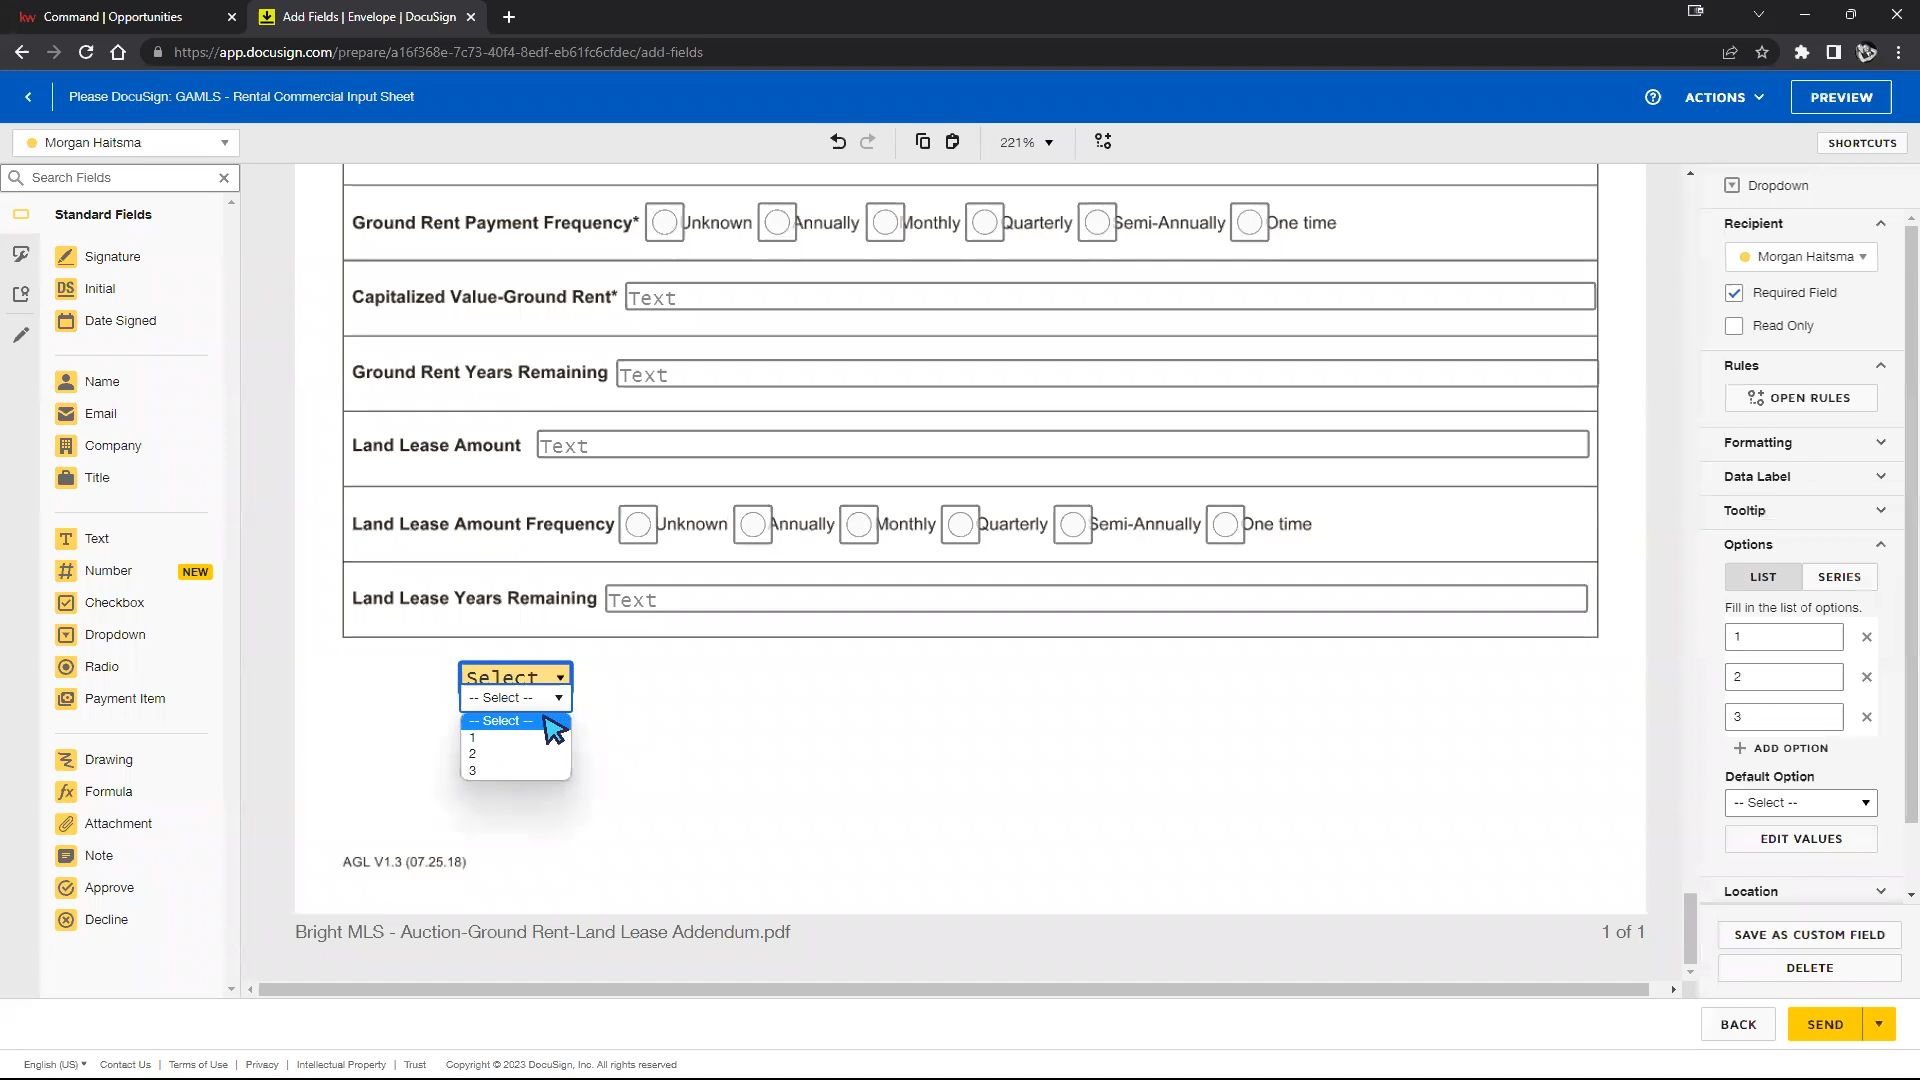 kw Command | Opportunities
Add Fields | Envelope | DocuSign
https://app.docusign.com/prepare/a16f368e-7c73-40f4-8edf-eb61fc6cfdec/add-fields
Please DocuSign: GAMLS - Rental Commercial Input Sheet
ACTIONS
PREVIEW
Morgan Haitsma
221%
SHORTCUTS
Search Fields
Standard Fields
Signature
DS Initial
Date Signed
Name
Email
Company
Title
T Text
Number NEW
Checkbox
Dropdown
Radio
Payment Item
Drawing
fx Formula
Attachment
Note
Approve
Decline
Ground Rent Payment Frequency* Unknown Annually Monthly Quarterly Semi-Annually One time
Capitalized Value-Ground Rent* Text
Ground Rent Years Remaining Text
Land Lease Amount Text
Land Lease Amount Frequency Unknown Annually Monthly Quarterly Semi-Annually One time
Land Lease Years Remaining Text
Select
-- Select --
-- Select --
1
2
3
AGL V1.3 (07.25.18)
Bright MLS - Auction-Ground Rent-Land Lease Addendum.pdf
1 of 1
Dropdown
Recipient
Morgan Haitsma
Required Field
Read Only
Rules
OPEN RULES
Formatting
Data Label
Tooltip
Options
LIST SERIES
Fill in the list of options.
1
2
3
ADD OPTION
Default Option
-- Select --
EDIT VALUES
Location
SAVE AS CUSTOM FIELD
DELETE
BACK
SEND
English (US) Contact Us | Terms of Use | Privacy | Intellectual Property | Trust Copyright © 2023 DocuSign, Inc. All rights reserved